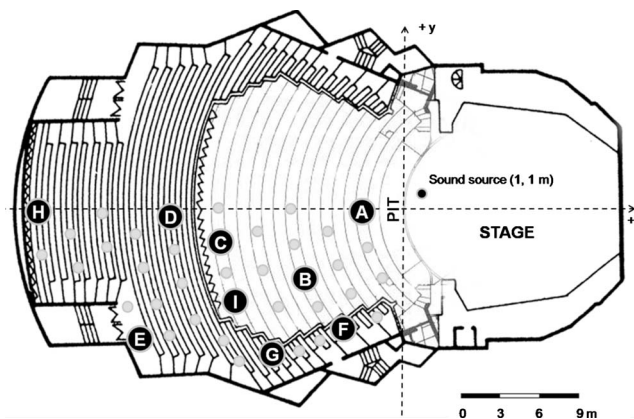 + y
Sound source (1, 1 m)
H
D
A
PIT
+
STAGE
C
B
I
F
E
G
0 3 6 9 m